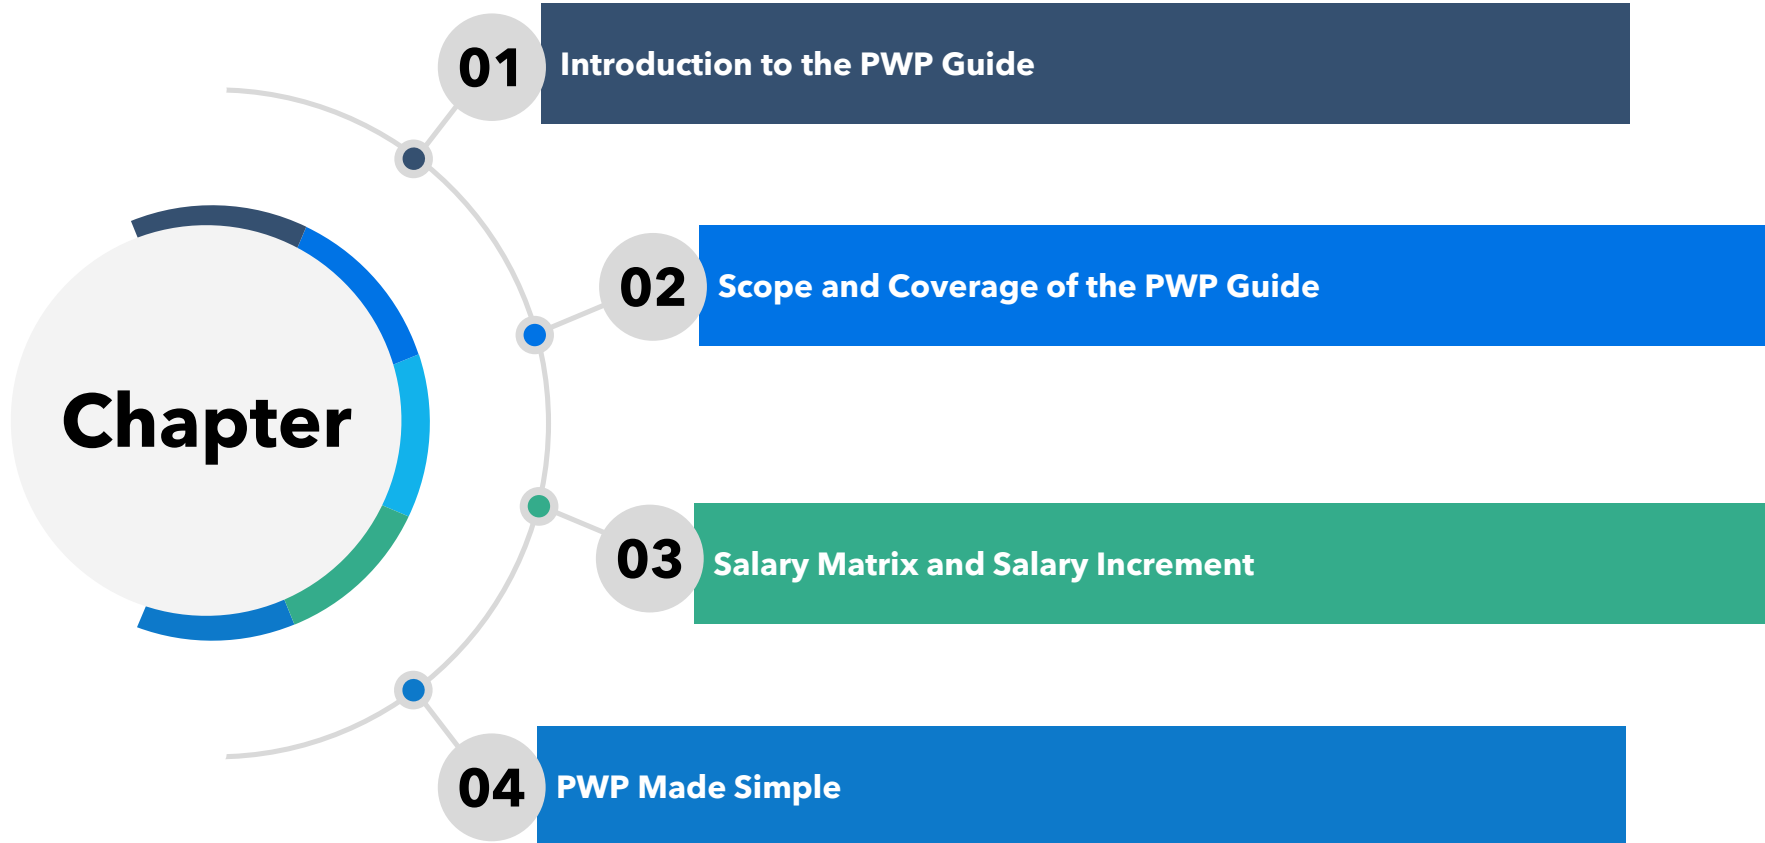 Chapter
01
Introduction to the PWP Guide
02
Scope and Coverage of the PWP Guide
03
Salary Matrix and Salary Increment
04
PWP Made Simple